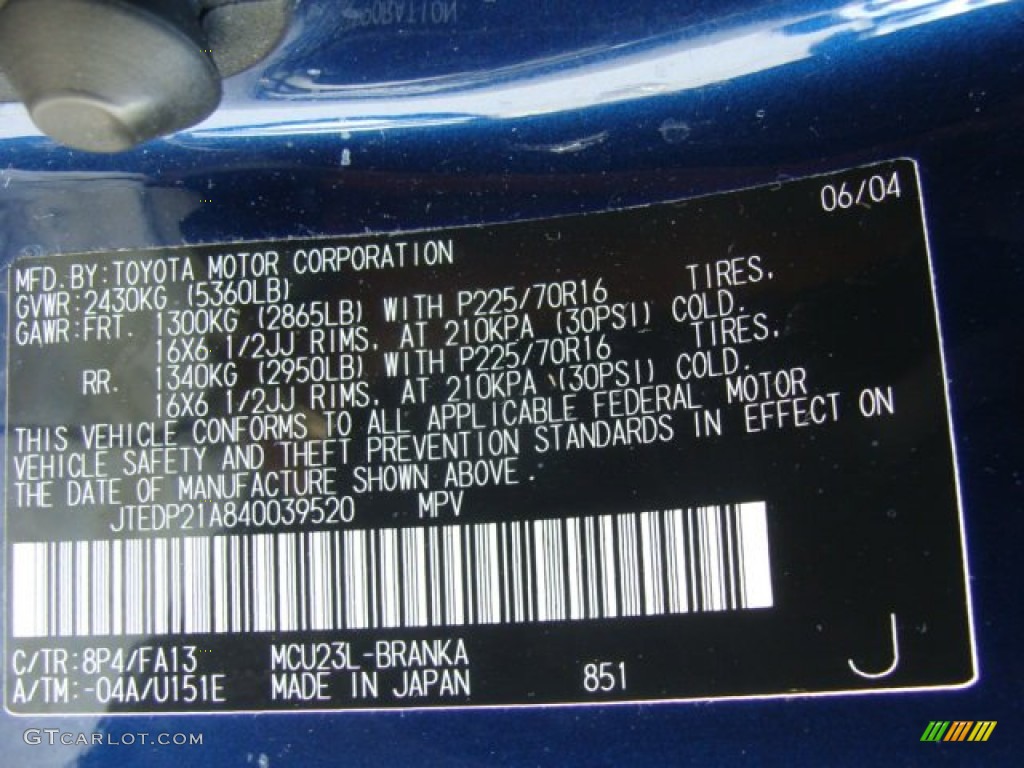 06/04
MFD.BY:TOYOTA MOTOR CORPORATION
GVWR:2430KG (5360LB)
GAWR:FRT. 1300KG (2865LB) WITH P225/70R16 TIRES,
16X6 1/2JJ RIMS, AT 210KPA (30PSI) COLD.
RR. 1340KG (2950LB) WITH P225/70R16 TIRES,
16X6 1/2JJ RIMS, AT 210KPA (30PSI) COLD.
THIS VEHICLE CONFORMS TO ALL APPLICABLE FEDERAL MOTOR
VEHICLE SAFETY AND THEFT PREVENTION STANDARDS IN EFFECT ON
THE DATE OF MANUFACTURE SHOWN ABOVE.
JTEDP21A840039520 MPV
C/TR:8P4/FA13 MCU23L-BRANKA
A/TM:-04A/U151E MADE IN JAPAN 851 J
GTCARLOT.COM